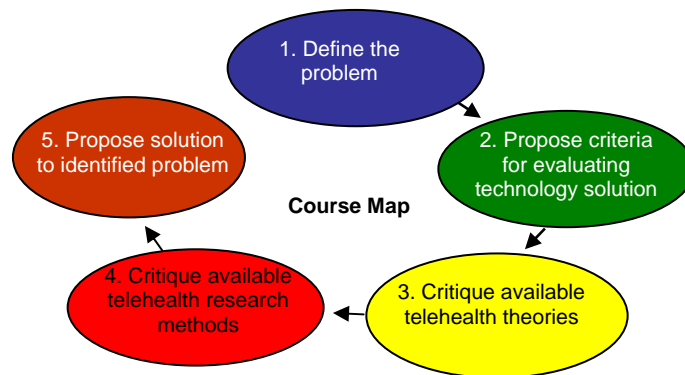 1. Define the
problem
2. Propose criteria
for evaluating
technology solution
3. Critique available
telehealth theories
4. Critique available
telehealth research
methods
5. Propose solution
to identified problem
Course Map